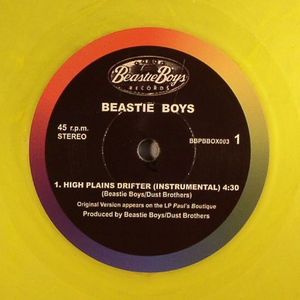 Beastie Boys
RECORDS
BEASTIE BOYS
45 r.p.m.
STEREO
BBPBBOX003 1
1. HIGH PLAINS DRIFTER (INSTRUMENTAL) 4:30
(Beastie Boys/Dust Brothers)
Original Version appears on the LP Paul's Boutique
Produced by Beastie Boys/Dust Brothers